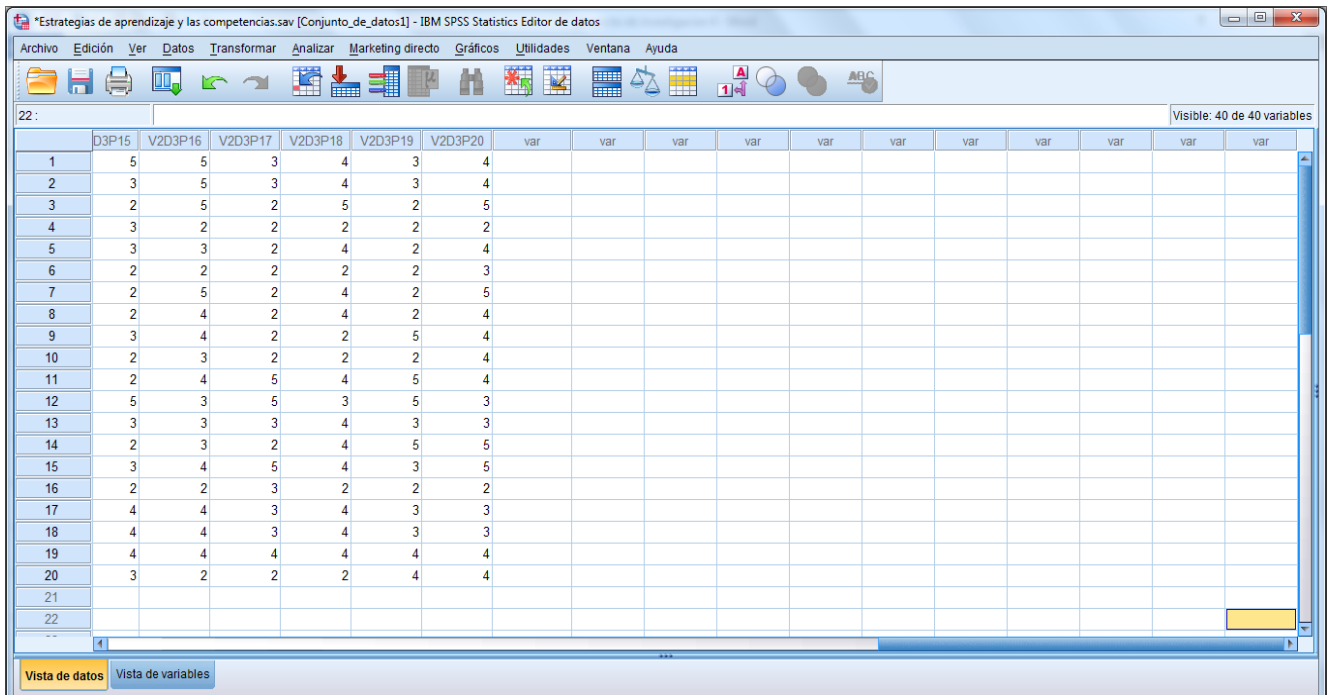 *Estrategias de aprendizaje y las competencias.sav [Conjunto_de_datos1] - IBM SPSS Statistics Editor de datos
Archivo Edición Ver Datos Transformar Analizar Marketing directo Gráficos Utilidades Ventana Ayuda
22 : Visible: 40 de 40 variables
D3P15 V2D3P16 V2D3P17 V2D3P18 V2D3P19 V2D3P20 var var var var var var var var var var
1 5 5 3 4 3 4
2 3 5 3 4 3 4
3 2 5 2 5 2 5
4 3 2 2 2 2 2
5 3 3 2 4 2 4
6 2 2 2 2 2 3
7 2 5 2 4 2 5
8 2 4 2 4 2 4
9 3 4 2 2 5 4
10 2 3 2 2 2 4
11 2 4 5 4 5 4
12 5 3 5 3 5 3
13 3 3 3 4 3 3
14 2 3 2 4 5 5
15 3 4 5 4 3 5
16 2 2 3 2 2 2
17 4 4 3 4 3 3
18 4 4 3 4 3 3
19 4 4 4 4 4 4
20 3 2 2 2 4 4
21
22
Vista de datos Vista de variables